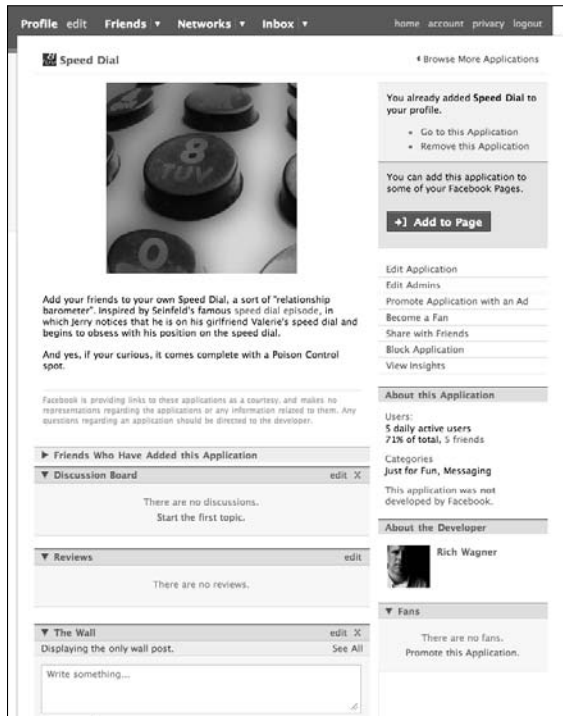 Profile edit Friends ▾ Networks ▾ Inbox ▾ home account privacy logout
Speed Dial
Browse More Applications
8
TUV
0
Add your friends to your own Speed Dial, a sort of "relationship
barometer". Inspired by Seinfeld's famous speed dial episode, in
which Jerry notices that he is on his girlfriend Valerie's speed dial and
begins to obsess with his position on the speed dial.
And yes, if your curious, it comes complete with a Poison Control
spot.
Facebook is providing links to these applications as a courtesy, and makes no
representations regarding the applications or any information related to them. Any
questions regarding an application should be directed to the developer.
▶ Friends Who Have Added this Application
▼ Discussion Board edit X
There are no discussions.
Start the first topic.
▼ Reviews edit
There are no reviews.
▼ The Wall edit X
Displaying the only wall post. See All
Write something...
You already added Speed Dial to
your profile.
• Go to this Application
• Remove this Application
You can add this application to
some of your Facebook Pages.
Add to Page
Edit Application
Edit Admins
Promote Application with an Ad
Become a Fan
Share with Friends
Block Application
View Insights
About this Application
Users:
5 daily active users
71% of total, 5 friends
Categories
Just for Fun, Messaging
This application was not
developed by Facebook.
About the Developer
Rich Wagner
▼ Fans
There are no fans.
Promote this Application.